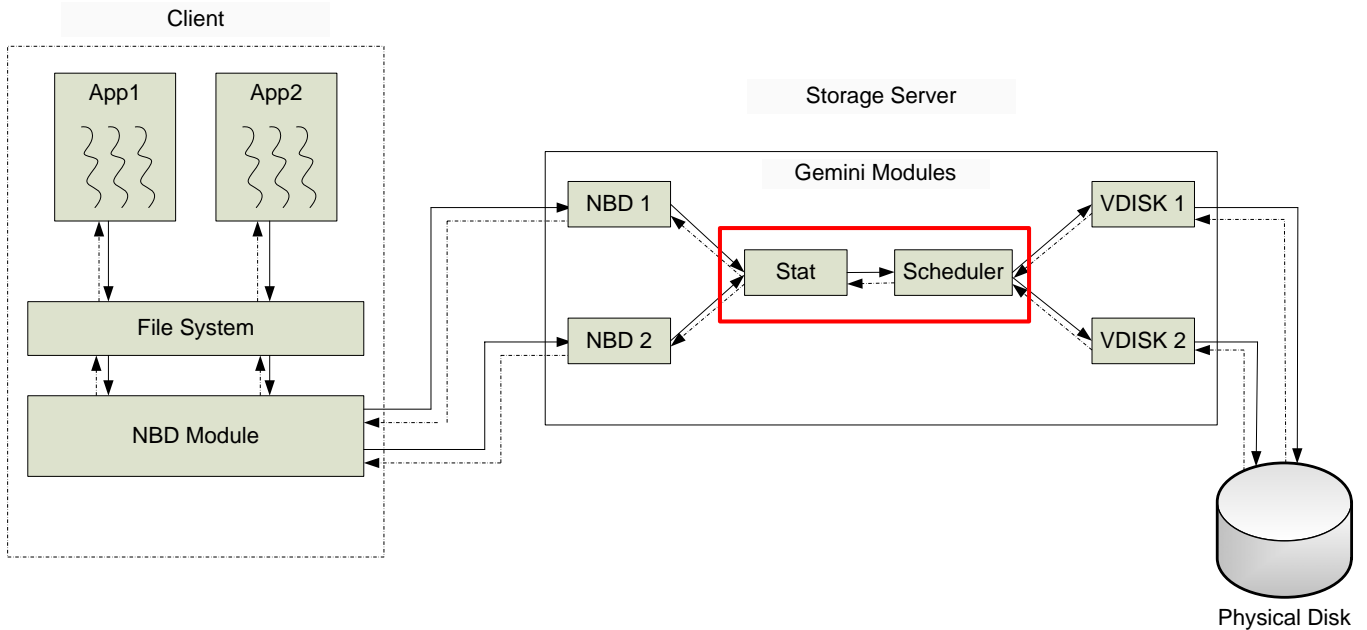 Client
App1
App2
File System
NBD Module
Storage Server
Gemini Modules
NBD 1
NBD 2
Stat
Scheduler
VDISK 1
VDISK 2
Physical Disk